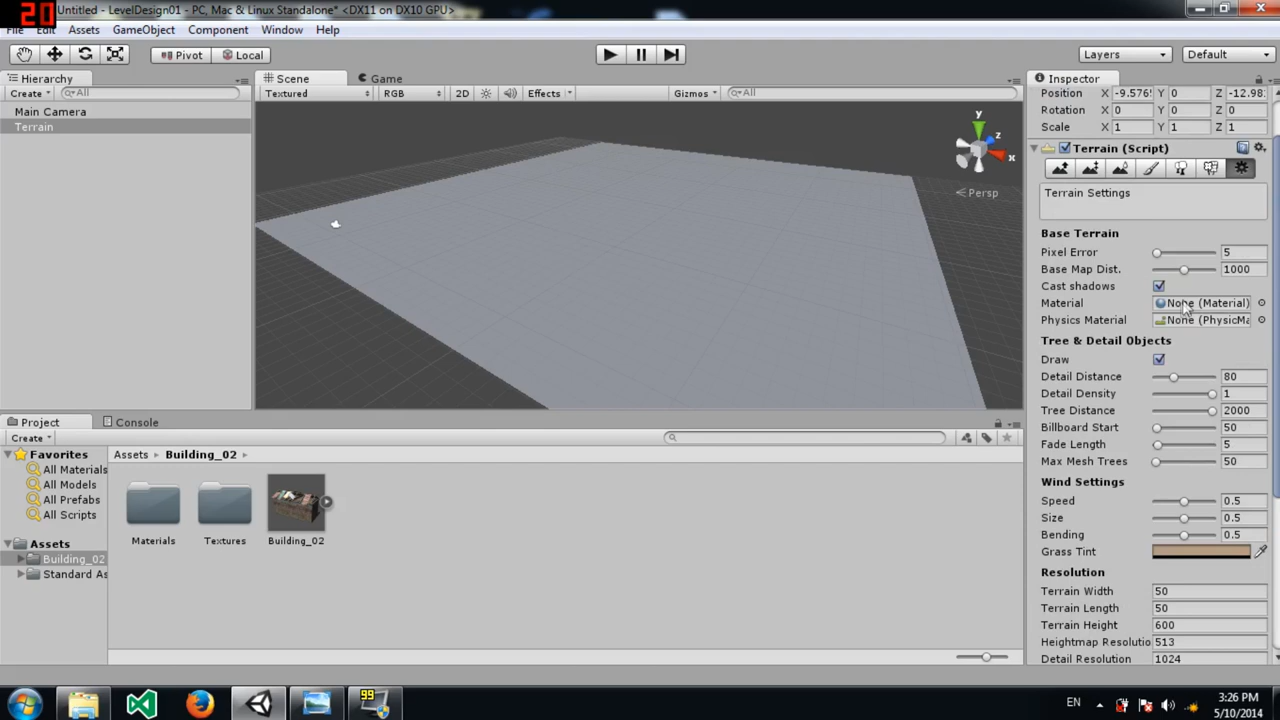 20
Untitled - LevelDesign01 - PC, Mac & Linux Standalone* <DX11 on DX10 GPU>
File Edit Assets GameObject Component Window Help
Pivot Local Layers Default
Hierarchy
Create All
Main Camera
Terrain
Scene Game
Textured RGB 2D Effects Gizmos All
y
z
x
Persp
Project Console
Create
Favorites
All Materials
All Models
All Prefabs
All Scripts
Assets
Building_02
Standard As
Assets Building_02
Materials Textures Building_02
Inspector
Position X -9.576 Y 0 Z -12.98
Rotation X 0 Y 0 Z 0
Scale X 1 Y 1 Z 1
Terrain (Script)
Terrain Settings
Base Terrain
Pixel Error 5
Base Map Dist. 1000
Cast shadows
Material None (Material)
Physics Material None (PhysicMa
Tree & Detail Objects
Draw
Detail Distance 80
Detail Density 1
Tree Distance 2000
Billboard Start 50
Fade Length 5
Max Mesh Trees 50
Wind Settings
Speed 0.5
Size 0.5
Bending 0.5
Grass Tint
Resolution
Terrain Width 50
Terrain Length 50
Terrain Height 600
Heightmap Resolutio 513
Detail Resolution 1024
99
EN
3:26 PM
5/10/2014